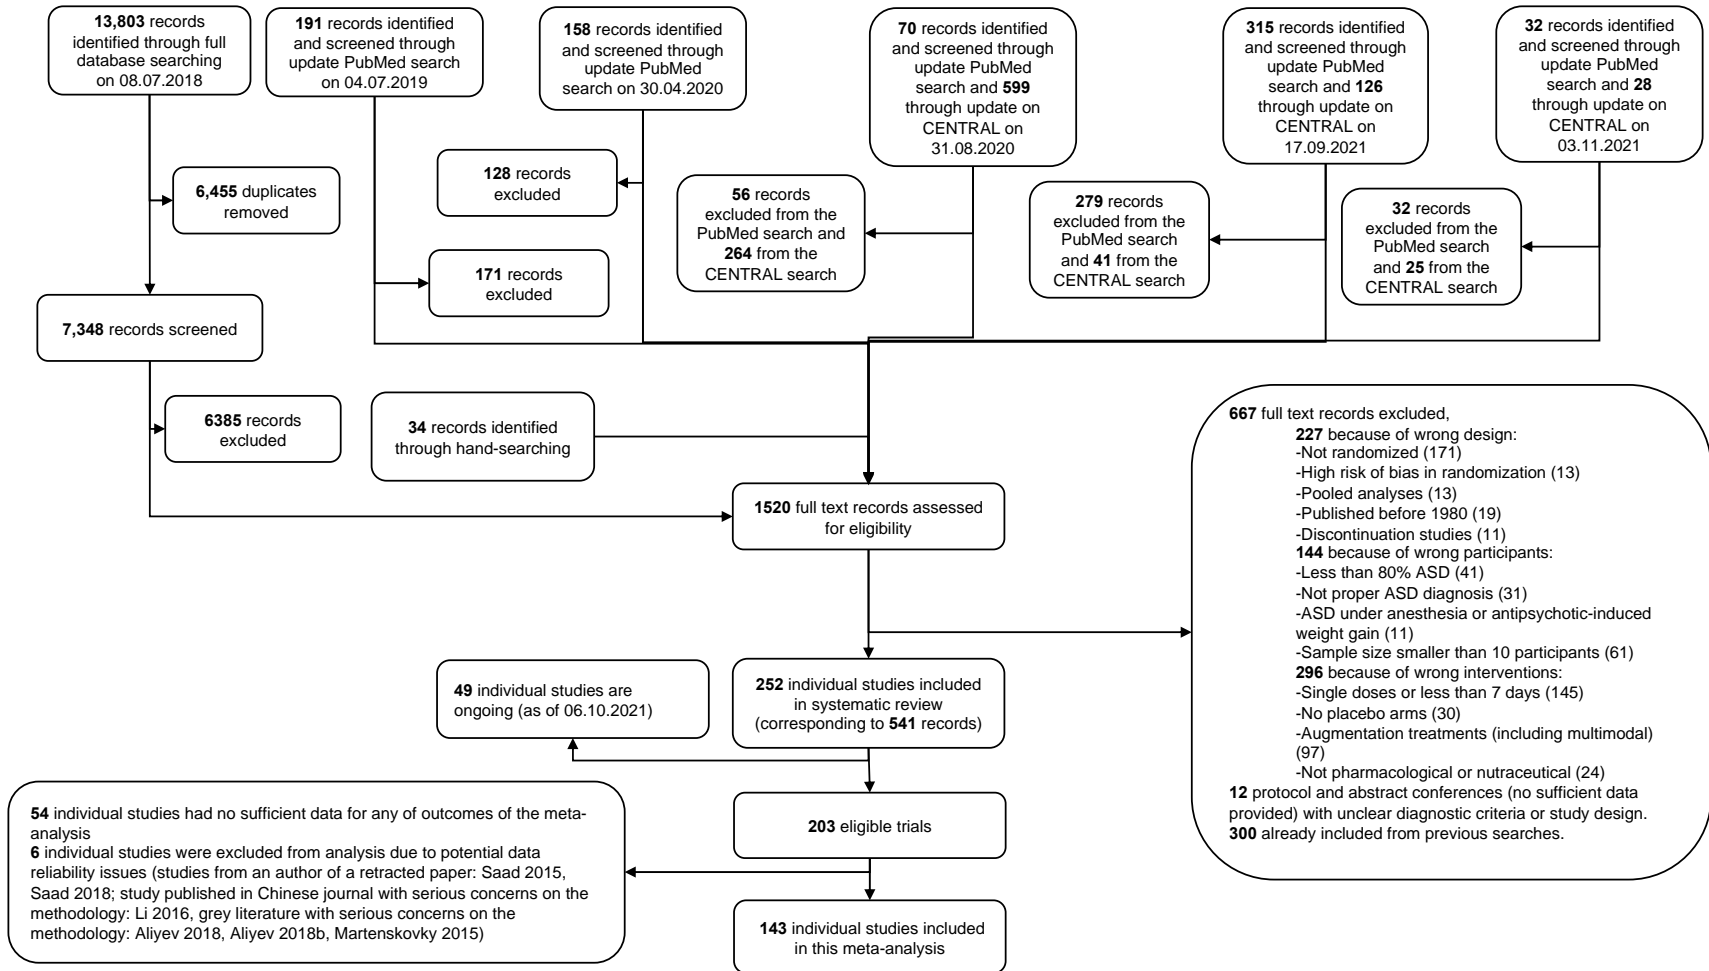 13,803 records
identified through full
database searching
on 08.07.2018
191 records identified
and screened through
update PubMed search
on 04.07.2019
158 records identified
and screened through
update PubMed
search on 30.04.2020
70 records identified
and screened through
update PubMed
search and 599
through update on
CENTRAL on
31.08.2020
315 records identified
and screened through
update PubMed
search and 126
through update on
CENTRAL on
17.09.2021
32 records identified
and screened through
update PubMed
search and 28
through update on
CENTRAL on
03.11.2021
6,455 duplicates
removed
128 records
excluded
171 records
excluded
56 records
excluded from the
PubMed search and
264 from the
CENTRAL search
279 records
excluded from the
PubMed search
and 41 from the
CENTRAL search
32 records
excluded from the
PubMed search
and 25 from the
CENTRAL search
7,348 records screened
6385 records
excluded
34 records identified
through hand-searching
1520 full text records assessed
for eligibility
667 full text records excluded,
227 because of wrong design:
-Not randomized (171)
-High risk of bias in randomization (13)
-Pooled analyses (13)
-Published before 1980 (19)
-Discontinuation studies (11)
144 because of wrong participants:
-Less than 80% ASD (41)
-Not proper ASD diagnosis (31)
-ASD under anesthesia or antipsychotic-induced
weight gain (11)
-Sample size smaller than 10 participants (61)
296 because of wrong interventions:
-Single doses or less than 7 days (145)
-No placebo arms (30)
-Augmentation treatments (including multimodal)
(97)
-Not pharmacological or nutraceutical (24)
12 protocol and abstract conferences (no sufficient data
provided) with unclear diagnostic criteria or study design.
300 already included from previous searches.
49 individual studies are
ongoing (as of 06.10.2021)
252 individual studies included
in systematic review
(corresponding to 541 records)
203 eligible trials
54 individual studies had no sufficient data for any of outcomes of the meta-
analysis
6 individual studies were excluded from analysis due to potential data
reliability issues (studies from an author of a retracted paper: Saad 2015,
Saad 2018; study published in Chinese journal with serious concerns on the
methodology: Li 2016, grey literature with serious concerns on the
methodology: Aliyev 2018, Aliyev 2018b, Martenskovky 2015)
143 individual studies included
in this meta-analysis